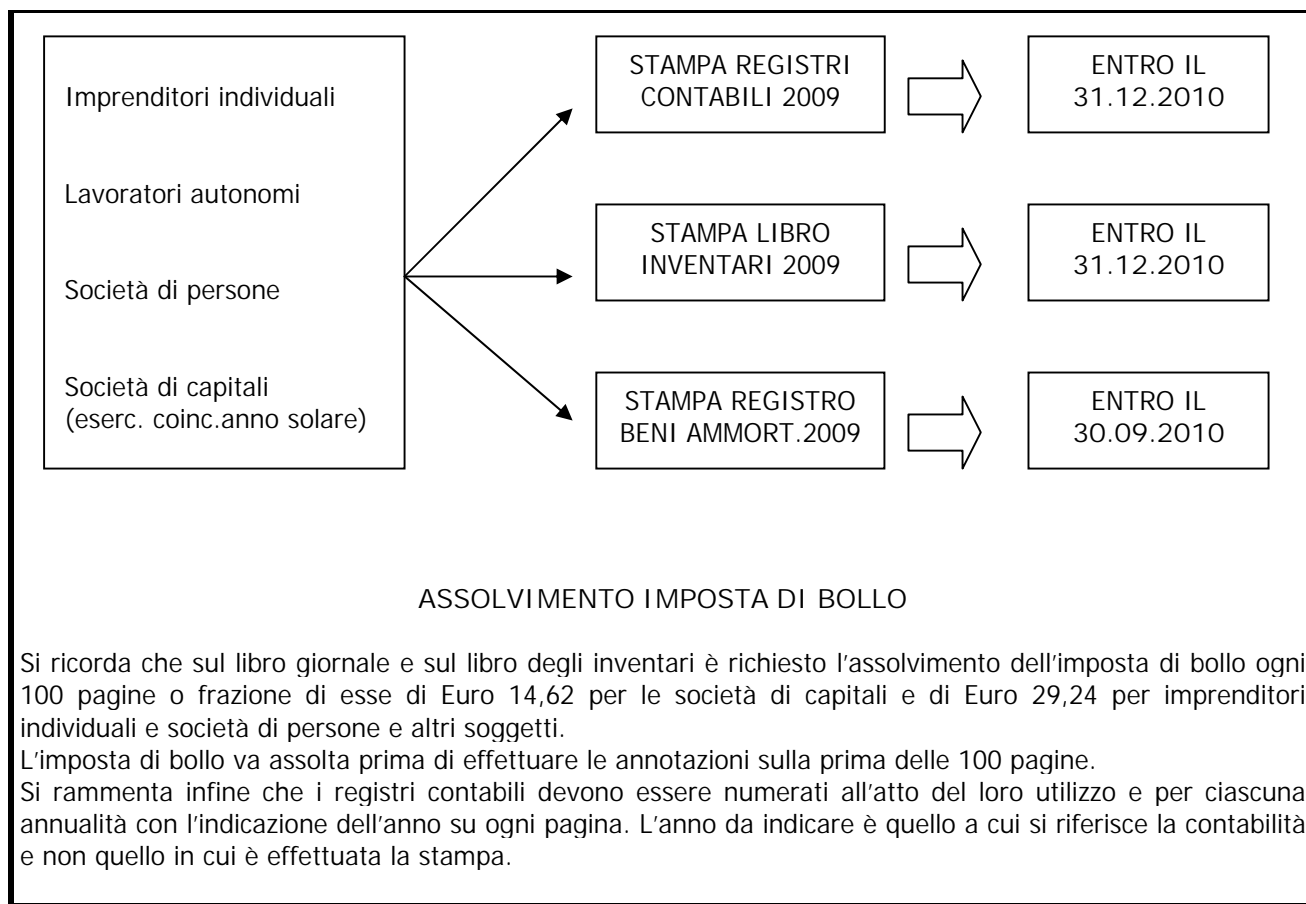 Imprenditori individuali
Lavoratori autonomi
Società di persone
Società di capitali
(eserc. coinc.anno solare)
STAMPA REGISTRI
CONTABILI 2009
ENTRO IL
31.12.2010
STAMPA LIBRO
INVENTARI 2009
ENTRO IL
31.12.2010
STAMPA REGISTRO
BENI AMMORT.2009
ENTRO IL
30.09.2010
ASSOLVIMENTO IMPOSTA DI BOLLO
Si ricorda che sul libro giornale e sul libro degli inventari è richiesto l'assolvimento dell'imposta di bollo ogni
100 pagine o frazione di esse di Euro 14,62 per le società di capitali e di Euro 29,24 per imprenditori
individuali e società di persone e altri soggetti.
L'imposta di bollo va assolta prima di effettuare le annotazioni sulla prima delle 100 pagine.
Si rammenta infine che i registri contabili devono essere numerati all'atto del loro utilizzo e per ciascuna
annualità con l'indicazione dell'anno su ogni pagina. L'anno da indicare è quello a cui si riferisce la contabilità
e non quello in cui è effettuata la stampa.